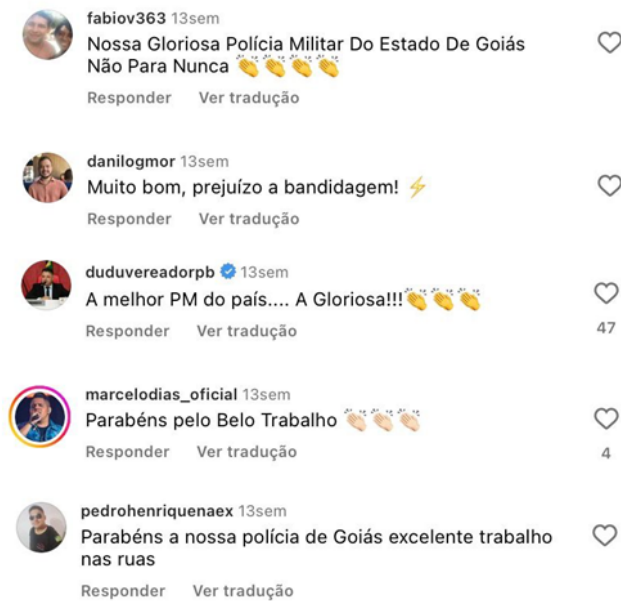 fabiov363 13sem
Nossa Gloriosa Polícia Militar Do Estado De Goiás
Não Para Nunca 👏👏👏👏
Responder Ver tradução
danilogmor 13sem
Muito bom, prejuízo a bandidagem! ⚡
Responder Ver tradução
duduvereadorpb 13sem
A melhor PM do país.... A Gloriosa!!!👏👏👏
Responder Ver tradução
47
marcelodias_oficial 13sem
Parabéns pelo Belo Trabalho 👏🏻👏🏻👏🏻
Responder Ver tradução
4
pedrohenriquenaex 13sem
Parabéns a nossa polícia de Goiás excelente trabalho
nas ruas
Responder Ver tradução